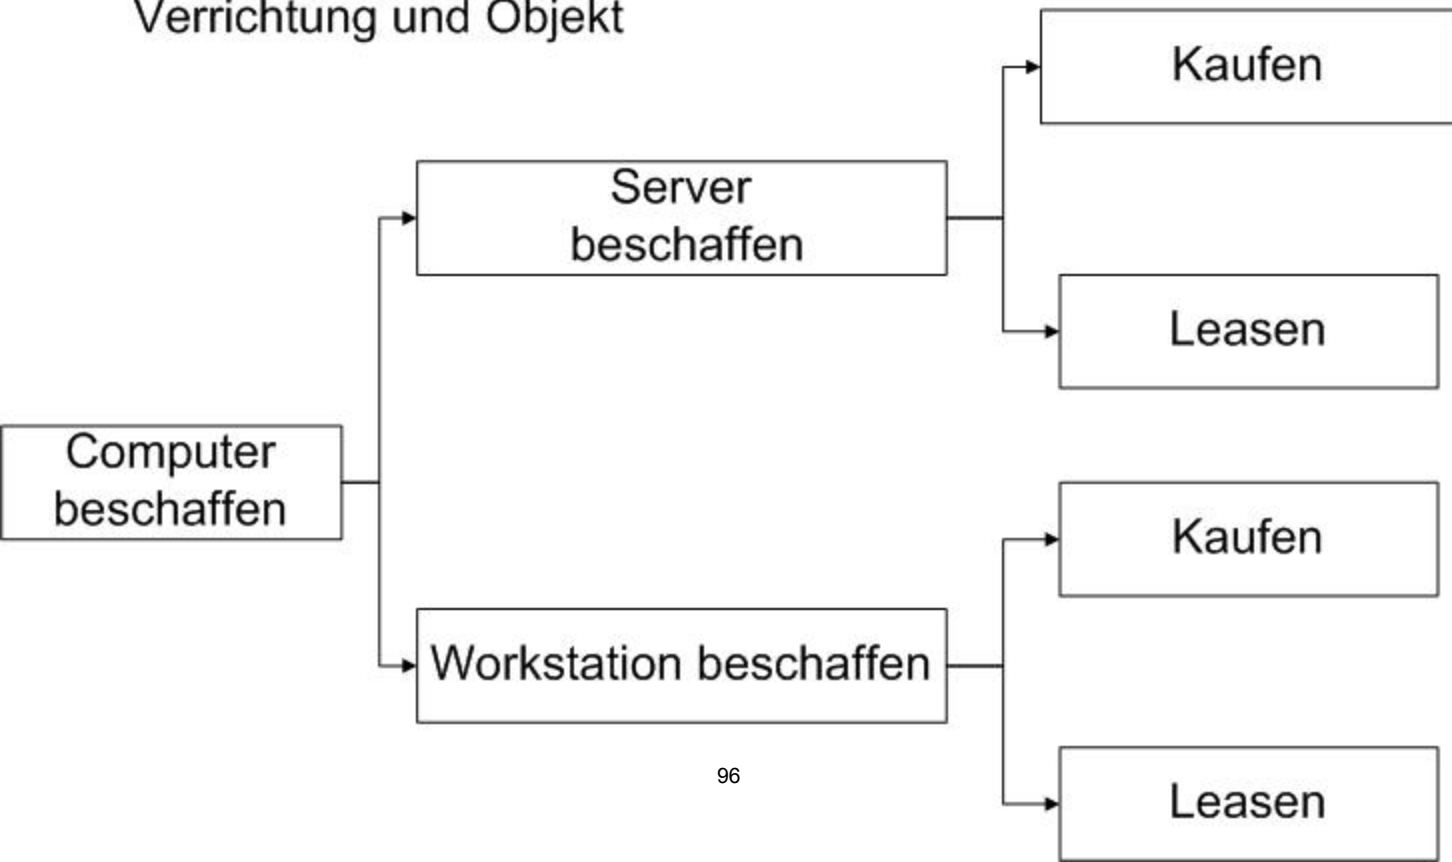 Verrichtung und Objekt
Kaufen
Server
beschaffen
Leasen
Computer
beschaffen
Kaufen
Workstation beschaffen
96
Leasen